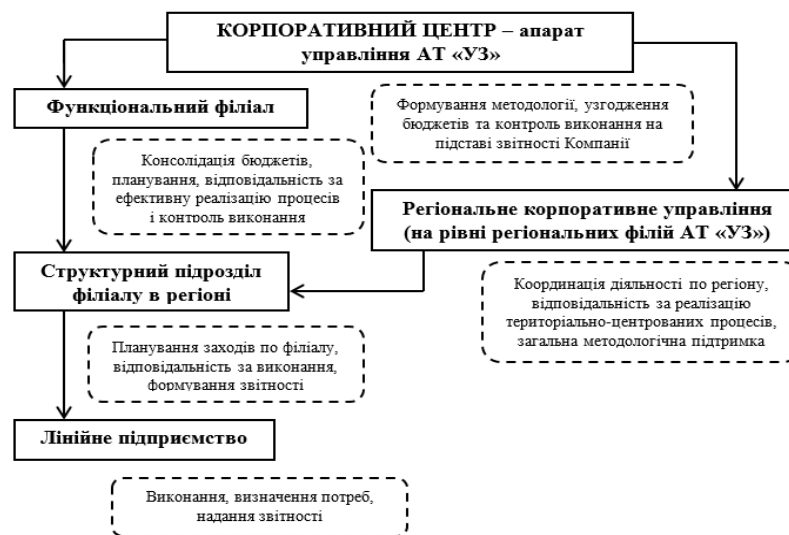 КОРПОРАТИВНИЙ ЦЕНТР – апарат
управління АТ «УЗ»
Функціональний філіал
Формування методології, узгодження
бюджетів та контроль виконання на
підставі звітності Компанії
Консолідація бюджетів,
планування, відповідальність за
ефективну реалізацію процесів
і контроль виконання
Регіональне корпоративне управління
(на рівні регіональних філій АТ «УЗ»)
Структурний підрозділ
філіалу в регіоні
Координація діяльності по регіону,
відповідальність за реалізацію
територіально-центрованих процесів,
загальна методологічна підтримка
Планування заходів по філіалу,
відповідальність за виконання,
формування звітності
Лінійне підприємство
Виконання, визначення потреб,
надання звітності